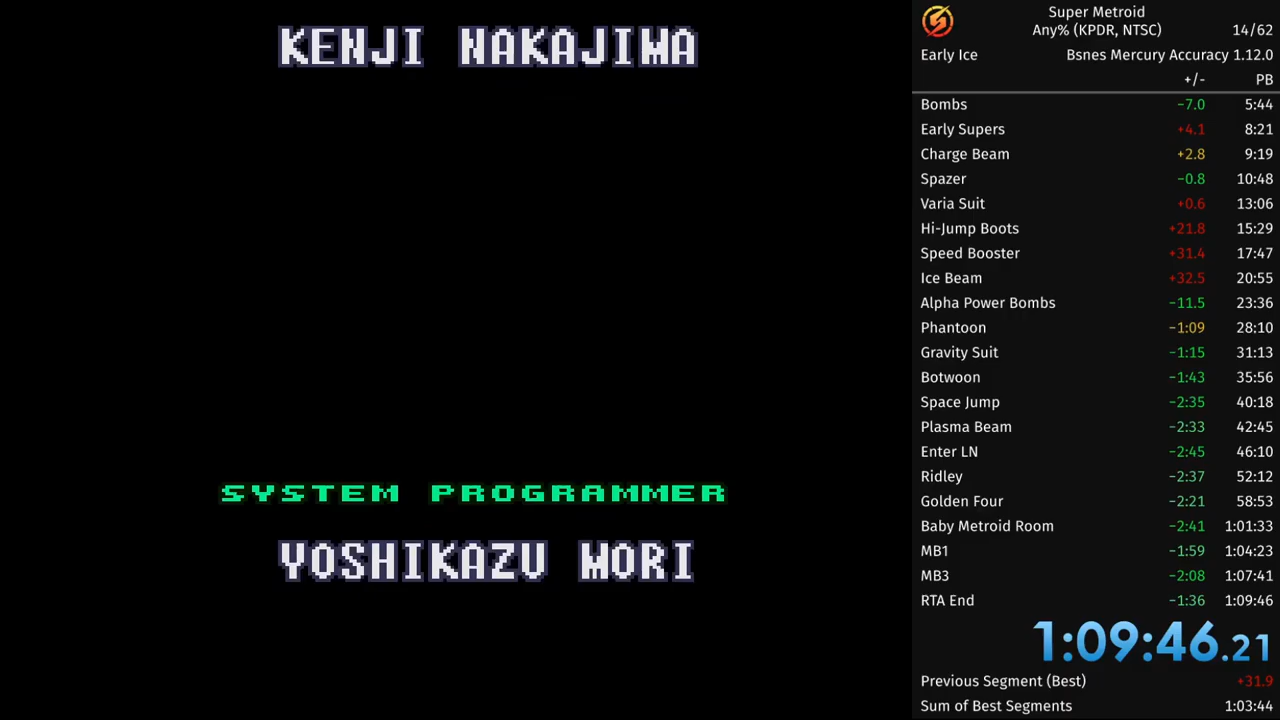 KENJI NAKAJIMA
SYSTEM PROGRAMMER
YOSHIKAZU MORI
Super Metroid
Any% (KPDR, NTSC) 14/62
Early Ice Bsnes Mercury Accuracy 1.12.0
+/- PB
Bombs −7.0 5:44
Early Supers +4.1 8:21
Charge Beam +2.8 9:19
Spazer −0.8 10:48
Varia Suit +0.6 13:06
Hi-Jump Boots +21.8 15:29
Speed Booster +31.4 17:47
Ice Beam +32.5 20:55
Alpha Power Bombs −11.5 23:36
Phantoon −1:09 28:10
Gravity Suit −1:15 31:13
Botwoon −1:43 35:56
Space Jump −2:35 40:18
Plasma Beam −2:33 42:45
Enter LN −2:45 46:10
Ridley −2:37 52:12
Golden Four −2:21 58:53
Baby Metroid Room −2:41 1:01:33
MB1 −1:59 1:04:23
MB3 −2:08 1:07:41
RTA End −1:36 1:09:46
1:09:46.21
Previous Segment (Best) +31.9
Sum of Best Segments 1:03:44